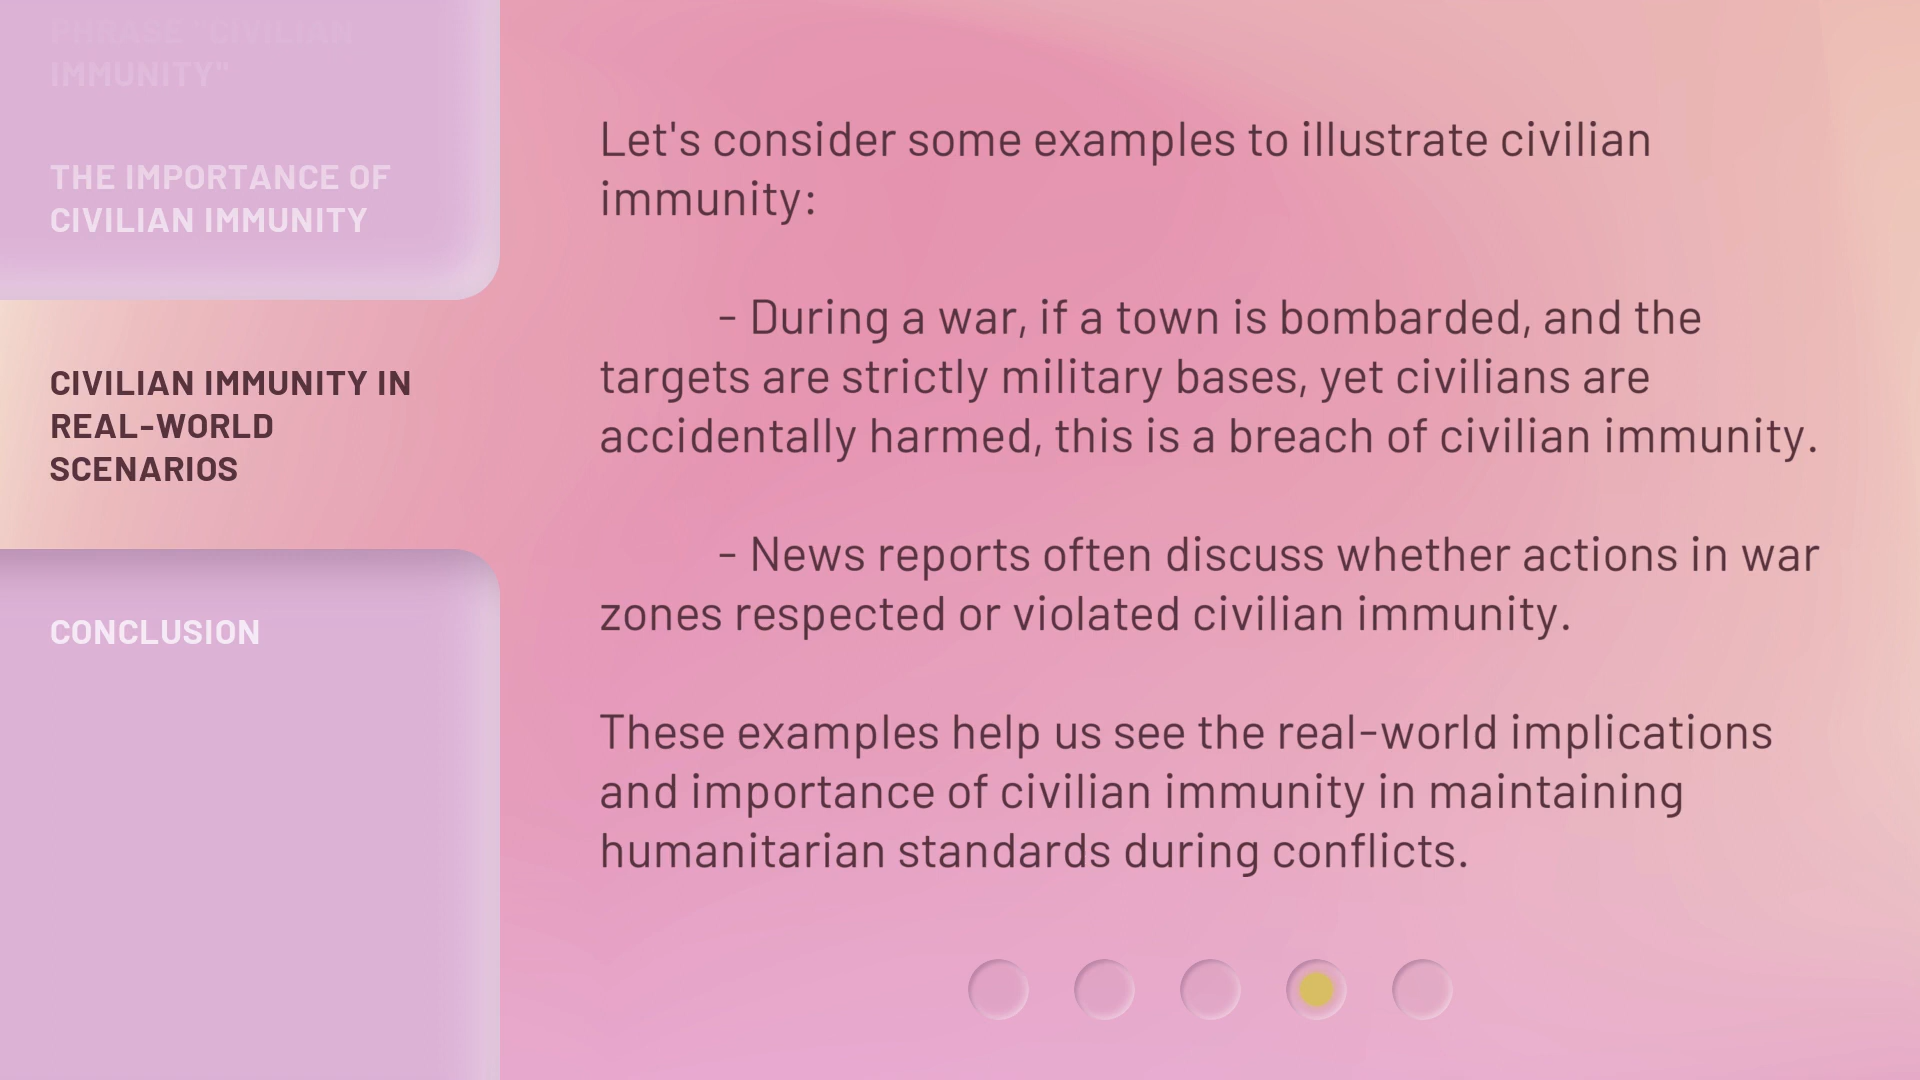 PHRASE "CIVILIAN
IMMUNITY"
THE IMPORTANCE OF
CIVILIAN IMMUNITY
CIVILIAN IMMUNITY IN
REAL-WORLD
SCENARIOS
CONCLUSION
Let's consider some examples to illustrate civilian
immunity:
- During a war, if a town is bombarded, and the
targets are strictly military bases, yet civilians are
accidentally harmed, this is a breach of civilian immunity.
- News reports often discuss whether actions in war
zones respected or violated civilian immunity.
These examples help us see the real-world implications
and importance of civilian immunity in maintaining
humanitarian standards during conflicts.